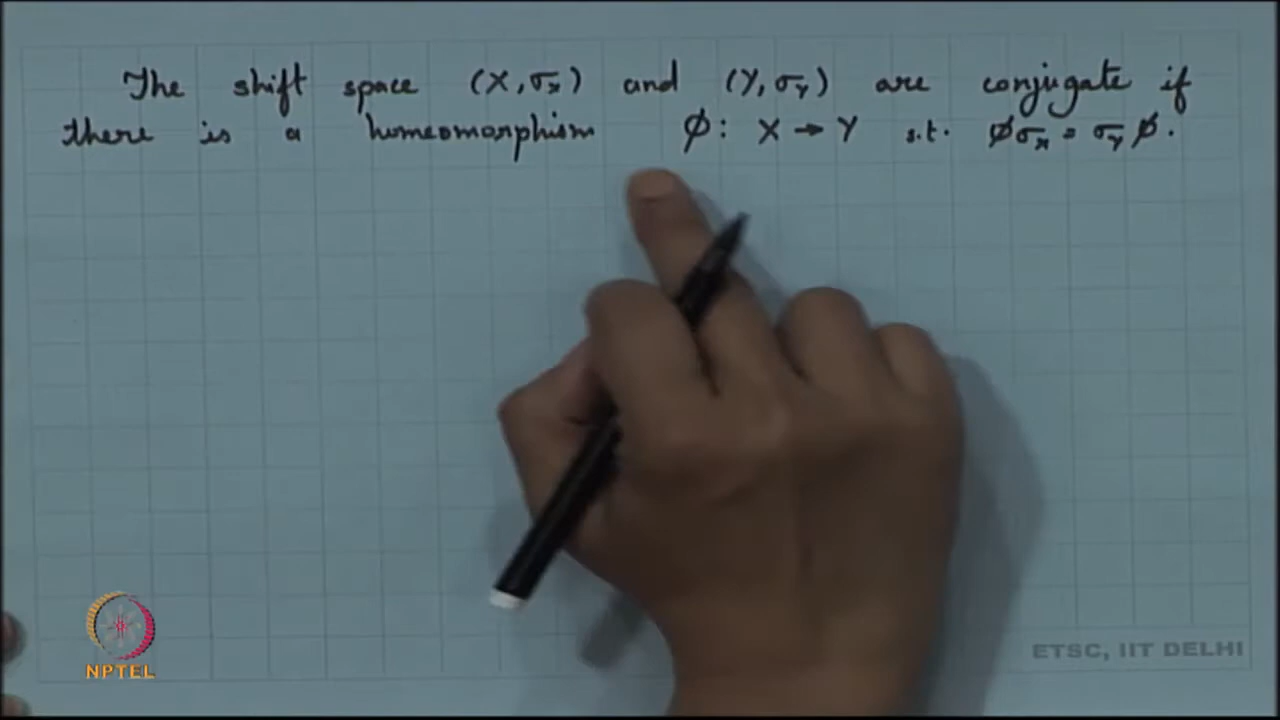 The shift space (X, σ_X) and (Y, σ_Y) are conjugate if
there is a homeomorphism ϕ: X → Y s.t. ϕσ_X = σ_Y ϕ.
NPTEL
ETSC, IIT DELHI